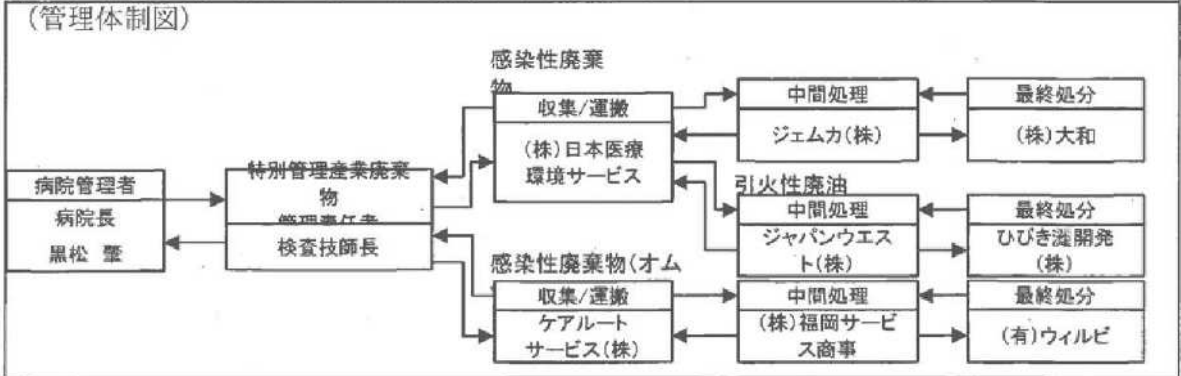 (管理体制図)
感染性廃棄
物
収集/運搬
(株)日本医療
環境サービス
中間処理
ジェムカ(株)
最終処分
(株)大和
病院管理者
病院長
黒松 肇
特別管理産業廃棄
物
管理責任者
検査技師長
引火性廃油
中間処理
ジャパンウエス
ト(株)
最終処分
ひびき灘開発
(株)
感染性廃棄物(オム
収集/運搬
ケアルート
サービス(株)
中間処理
(株)福岡サービ
ス商事
最終処分
(有)ウィルビ